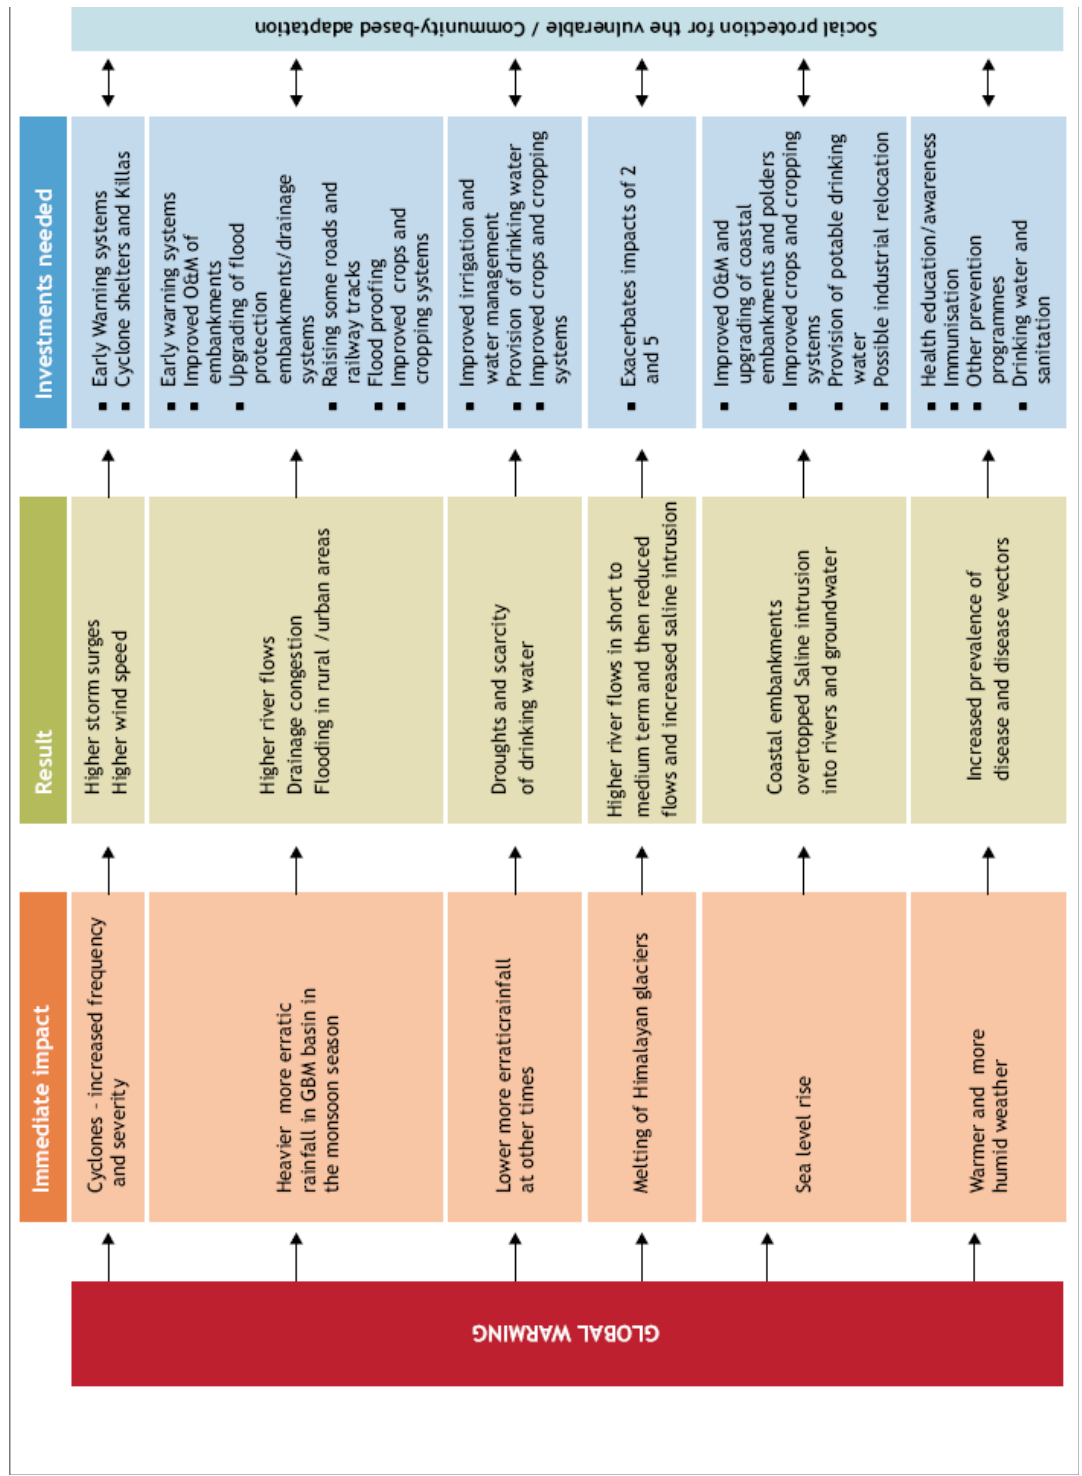 GLOBAL WARMING
Immediate impact
Result
Investments needed
Cyclones - increased frequency
and severity
Higher storm surges
Higher wind speed
▪ Early Warning systems
▪ Cyclone shelters and Killas
Heavier more erratic
rainfall in GBM basin in
the monsoon season
Higher river flows
Drainage congestion
Flooding in rural /urban areas
▪ Early warning systems
▪ Improved O&M of
embankments
▪ Upgrading of flood
protection
embankments/drainage
systems
▪ Raising some roads and
railway tracks
▪ Flood proofing
▪ Improved crops and
cropping systems
Lower more erraticrainfall
at other times
Droughts and scarcity
of drinking water
▪ Improved irrigation and
water management
▪ Provision of drinking water
▪ Improved crops and cropping
systems
Melting of Himalayan glaciers
Higher river flows in short to
medium term and then reduced
flows and increased saline intrusion
▪ Exacerbates impacts of 2
and 5
Sea level rise
Coastal embankments
overtopped Saline intrusion
into rivers and groundwater
▪ Improved O&M and
upgrading of coastal
embankments and polders
▪ Improved crops and cropping
systems
▪ Provision of potable drinking
water
▪ Possible industrial relocation
Warmer and more
humid weather
Increased prevalence of
disease and disease vectors
▪ Health education/awareness
▪ Immunisation
▪ Other prevention
programmes
▪ Drinking water and
sanitation
Social protection for the vulnerable / Community-based adaptation